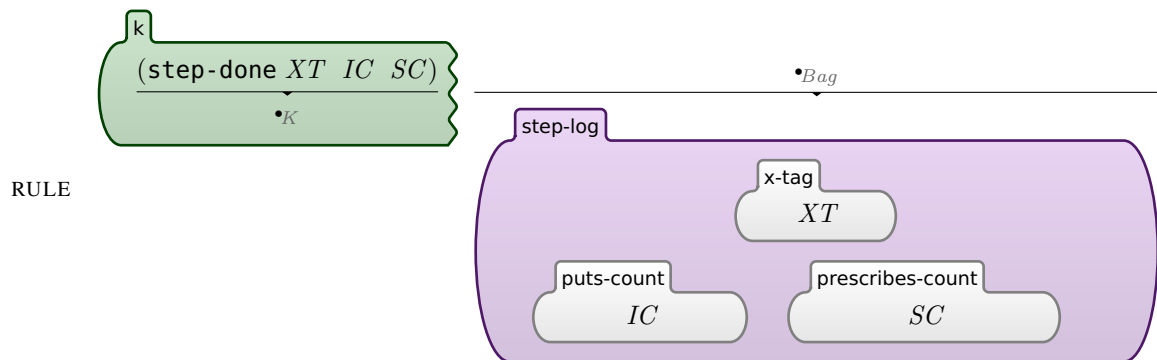 k
(step-done XT IC SC)
•K
•Bag
step-log
x-tag
XT
RULE
puts-count
IC
prescribes-count
SC